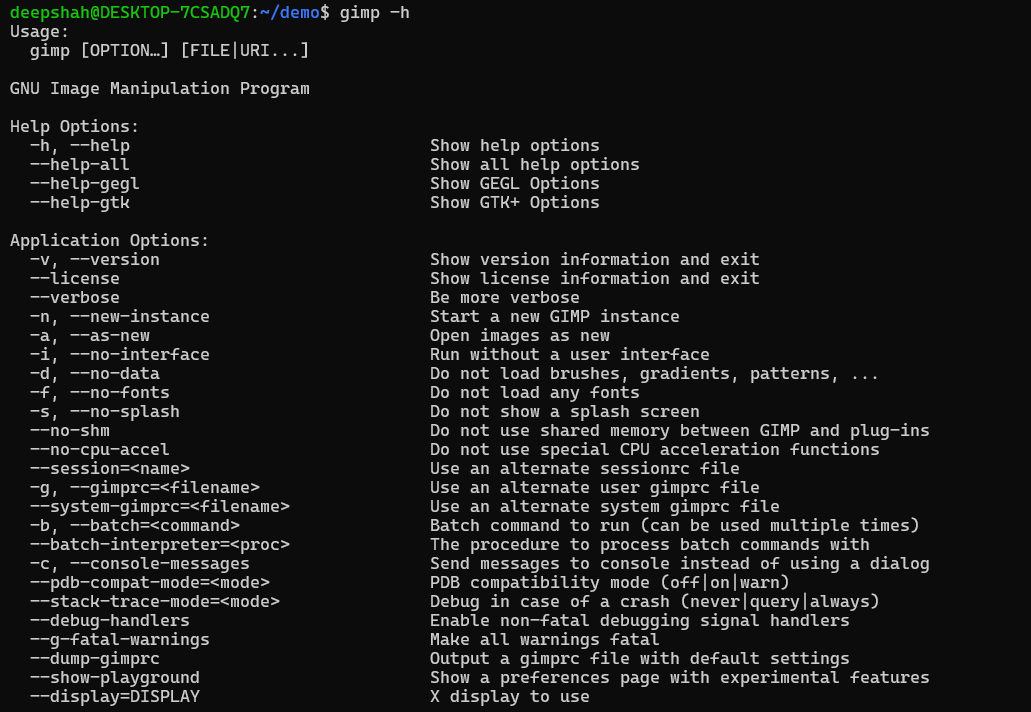 deepshah@DESKTOP-7CSADQ7:~/demo$ gimp -h
Usage:
  gimp [OPTION…] [FILE|URI...]

GNU Image Manipulation Program

Help Options:
  -h, --help                              Show help options
  --help-all                              Show all help options
  --help-gegl                             Show GEGL Options
  --help-gtk                              Show GTK+ Options

Application Options:
  -v, --version                           Show version information and exit
  --license                               Show license information and exit
  --verbose                               Be more verbose
  -n, --new-instance                      Start a new GIMP instance
  -a, --as-new                            Open images as new
  -i, --no-interface                      Run without a user interface
  -d, --no-data                           Do not load brushes, gradients, patterns, ...
  -f, --no-fonts                          Do not load any fonts
  -s, --no-splash                         Do not show a splash screen
  --no-shm                                Do not use shared memory between GIMP and plug-ins
  --no-cpu-accel                          Do not use special CPU acceleration functions
  --session=<name>                        Use an alternate sessionrc file
  -g, --gimprc=<filename>                 Use an alternate user gimprc file
  --system-gimprc=<filename>              Use an alternate system gimprc file
  -b, --batch=<command>                   Batch command to run (can be used multiple times)
  --batch-interpreter=<proc>              The procedure to process batch commands with
  -c, --console-messages                  Send messages to console instead of using a dialog
  --pdb-compat-mode=<mode>                PDB compatibility mode (off|on|warn)
  --stack-trace-mode=<mode>               Debug in case of a crash (never|query|always)
  --debug-handlers                        Enable non-fatal debugging signal handlers
  --g-fatal-warnings                      Make all warnings fatal
  --dump-gimprc                           Output a gimprc file with default settings
  --show-playground                       Show a preferences page with experimental features
  --display=DISPLAY                       X display to use